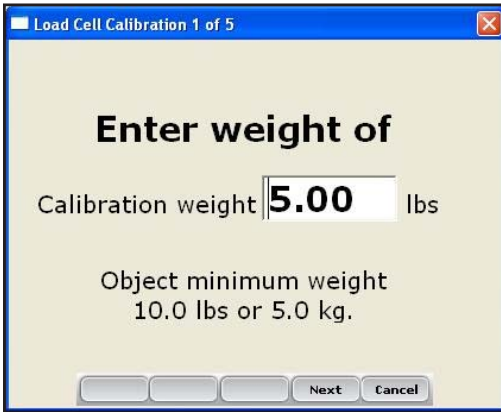 Load Cell Calibration 1 of 5
Enter weight of
Calibration weight 5.00 lbs
Object minimum weight
10.0 lbs or 5.0 kg.
Next Cancel